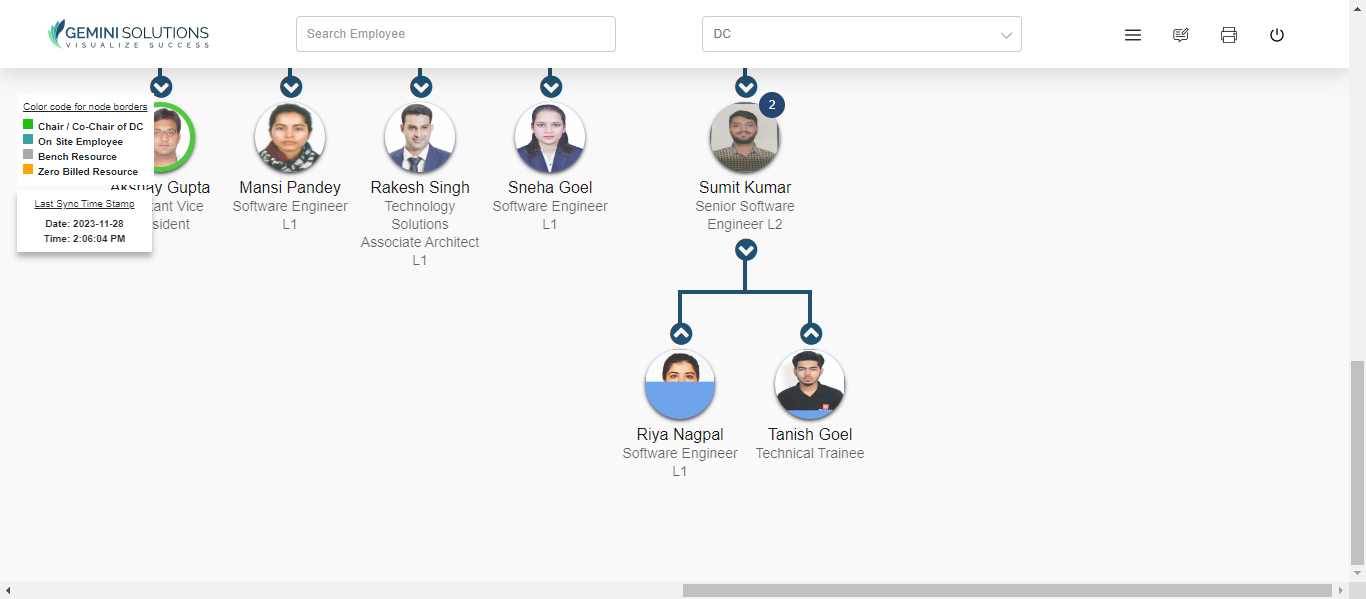 GEMINI SOLUTIONS
VISUALIZE SUCCESS
Search Employee
DC
Color code for node borders
Chair / Co-Chair of DC
On Site Employee
Bench Resource
Zero Billed Resource
Last Sync Time Stamp
Date: 2023-11-28
Time: 2:06:04 PM
Akshay Gupta
tant Vice
sident
Mansi Pandey
Software Engineer
L1
Rakesh Singh
Technology
Solutions
Associate Architect
L1
Sneha Goel
Software Engineer
L1
2
Sumit Kumar
Senior Software
Engineer L2
Riya Nagpal
Software Engineer
L1
Tanish Goel
Technical Trainee